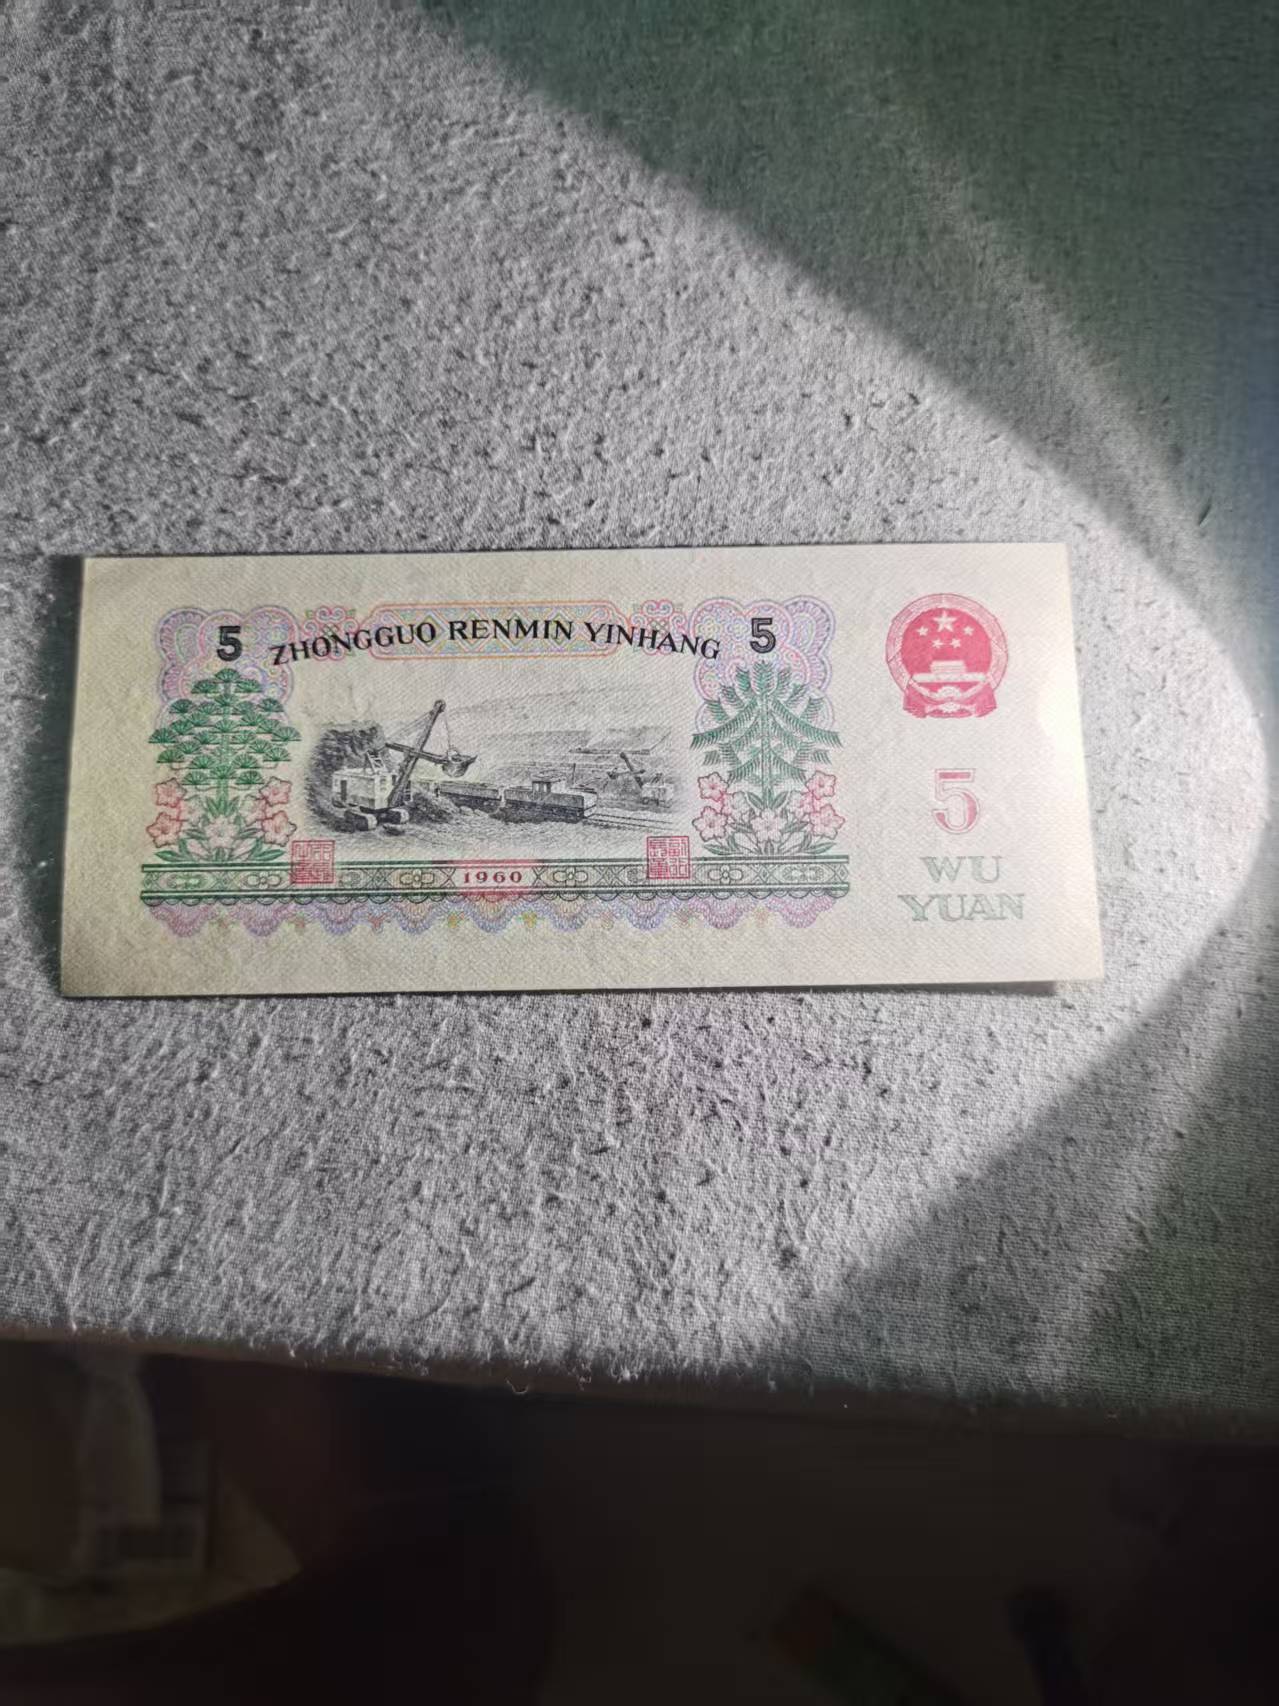 5 ZHONGGUO RENMIN YINHANG 5
5
WU
YUAN
1960